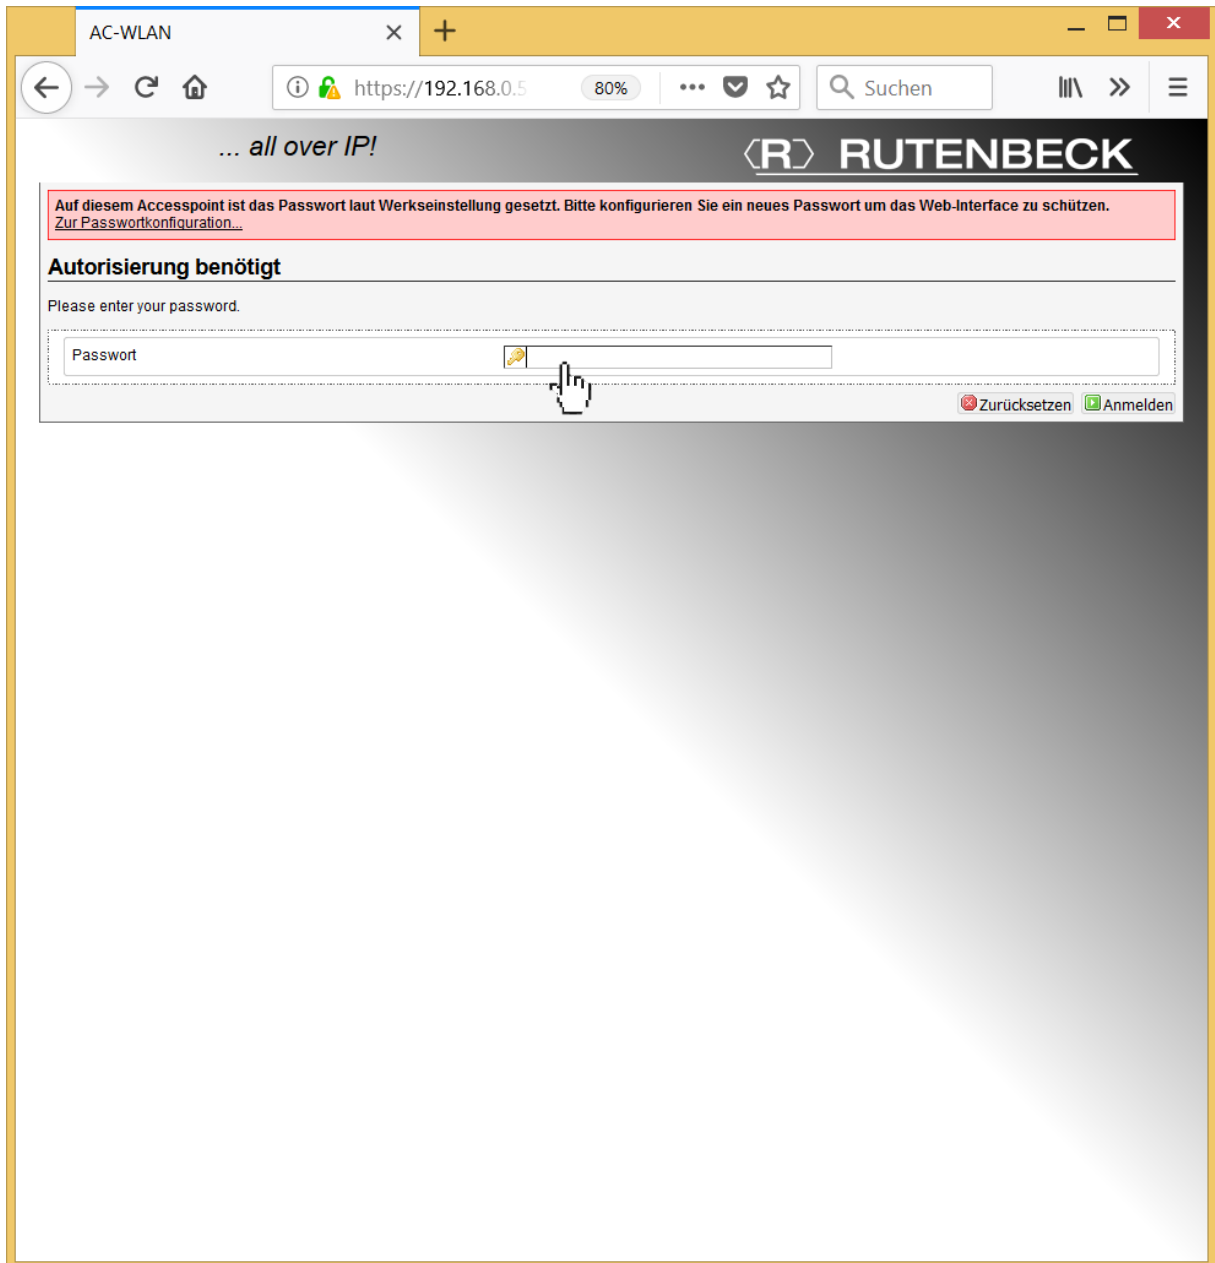 AC-WLAN
https://192.168.0.5
80%
Suchen
... all over IP!
⟨R⟩ RUTENBECK
Auf diesem Accesspoint ist das Passwort laut Werkseinstellung gesetzt. Bitte konfigurieren Sie ein neues Passwort um das Web-Interface zu schützen.
Zur Passwortkonfiguration...
Autorisierung benötigt
Please enter your password.
Passwort
Zurücksetzen Anmelden